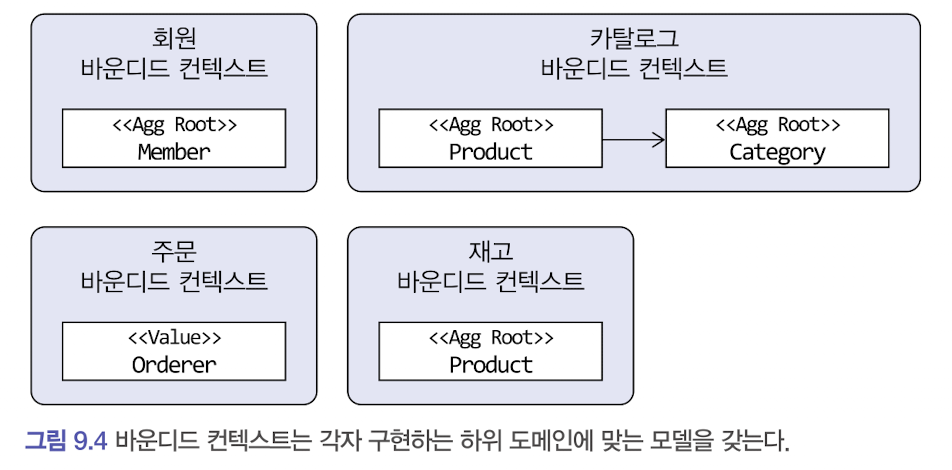 회원
바운디드 컨텍스트
<<Agg Root>>
Member
카탈로그
바운디드 컨텍스트
<<Agg Root>>
Product
<<Agg Root>>
Category
주문
바운디드 컨텍스트
<<Value>>
Orderer
재고
바운디드 컨텍스트
<<Agg Root>>
Product
그림 9.4 바운디드 컨텍스트는 각자 구현하는 하위 도메인에 맞는 모델을 갖는다.